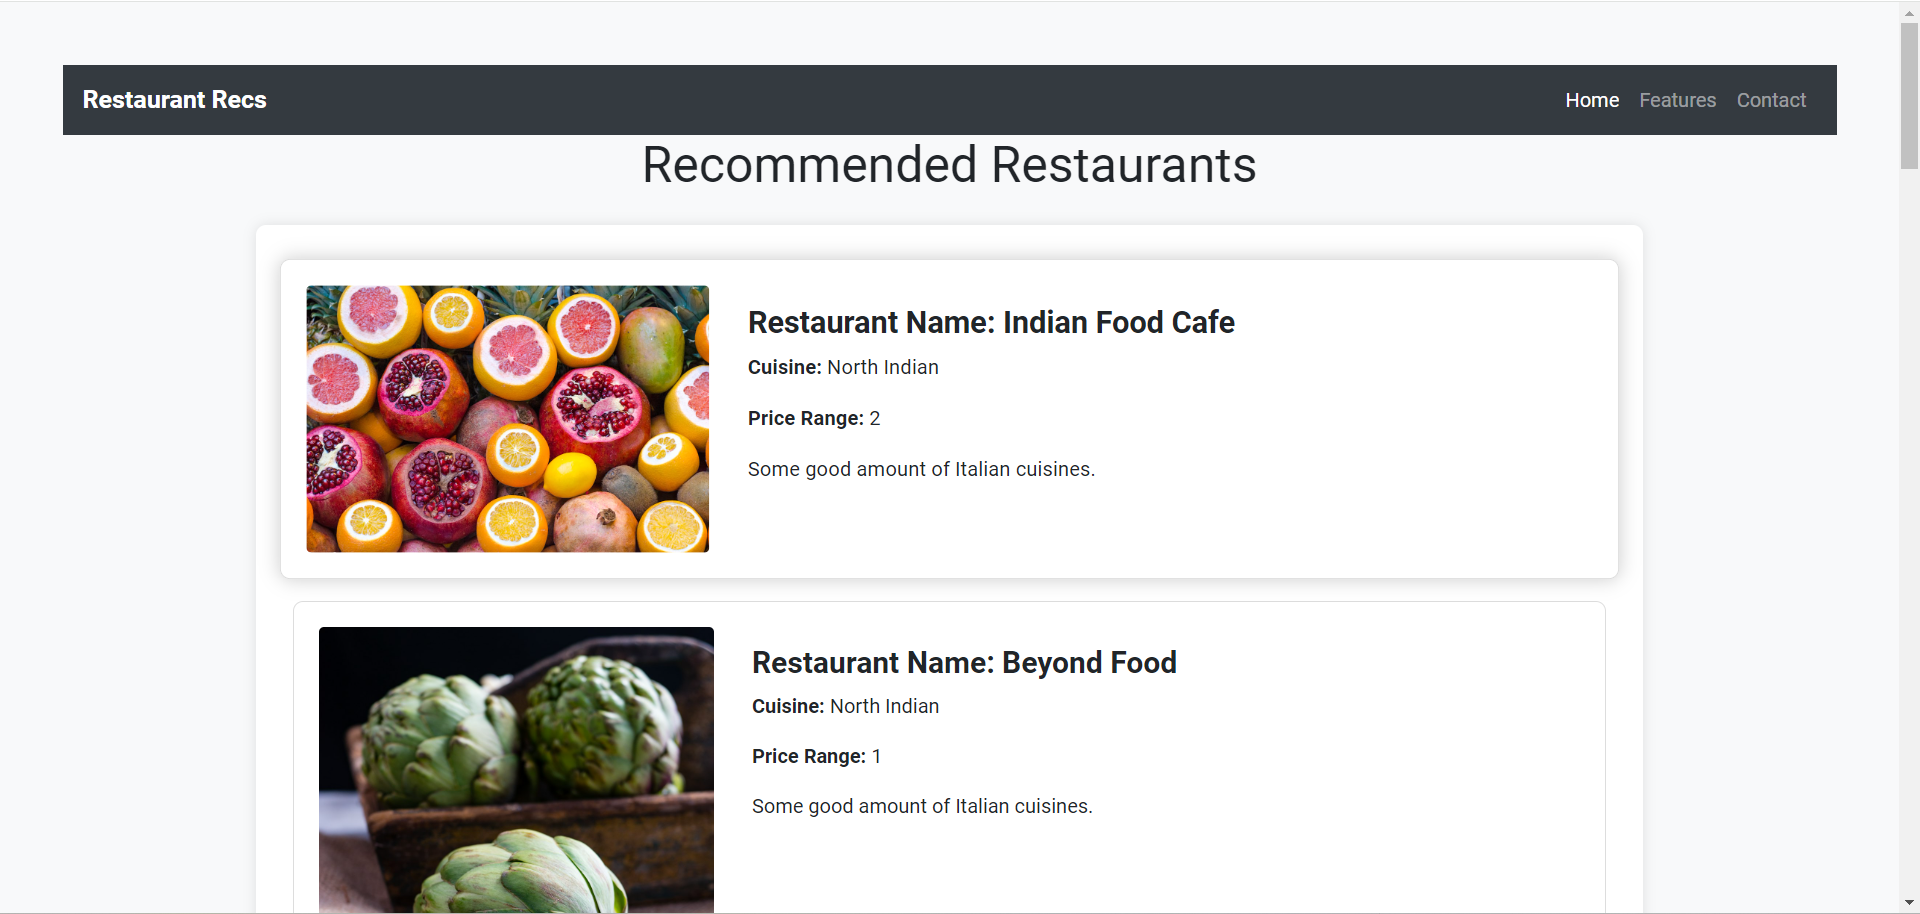 Restaurant Recs
Home Features Contact
Recommended Restaurants
Restaurant Name: Indian Food Cafe
Cuisine: North Indian
Price Range: 2
Some good amount of Italian cuisines.
Restaurant Name: Beyond Food
Cuisine: North Indian
Price Range: 1
Some good amount of Italian cuisines.